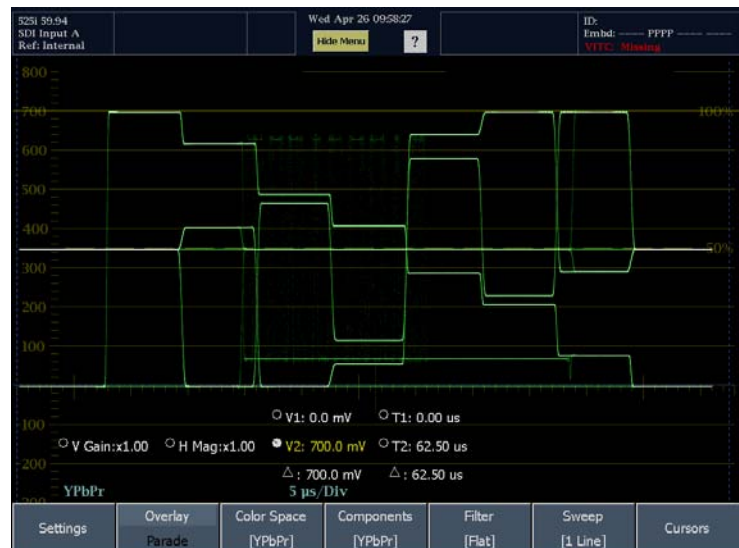 525i 59.94
SDI Input A
Ref: Internal
Wed Apr 26 09:58:27
Hide Menu
?
ID:
Embd: ---- PPPP ---- ----
VITC: Missing
800
700
100%
600
500
400
50%
300
200
100
100
200
300
V1: 0.0 mV
T1: 0.00 us
V Gain:x1.00
H Mag:x1.00
V2: 700.0 mV
T2: 62.50 us
△: 700.0 mV
△: 62.50 us
YPbPr
5 µs/Div
Settings
Overlay
Parade
Color Space
[YPbPr]
Components
[YPbPr]
Filter
[Flat]
Sweep
[1 Line]
Cursors